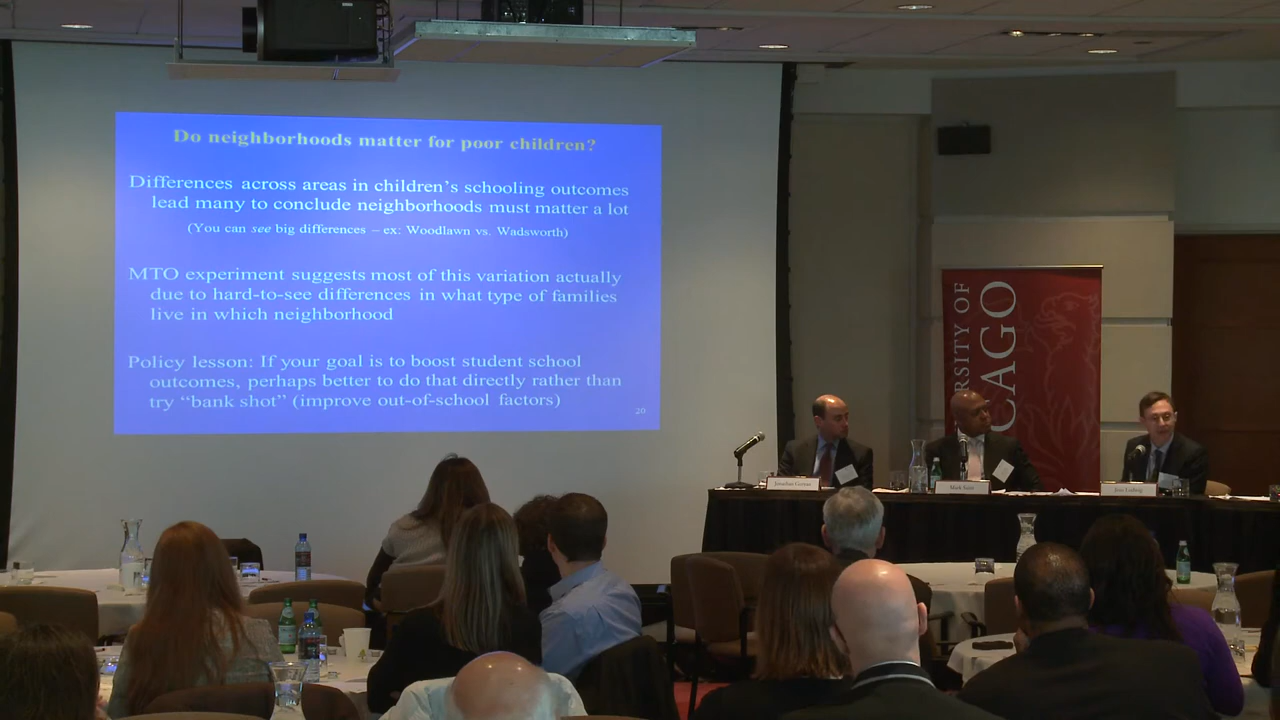 Do neighborhoods matter for poor children?
Differences across areas in children's schooling outcomes
lead many to conclude neighborhoods must matter a lot
(You can see big differences – ex: Woodlawn vs. Wadsworth)
MTO experiment suggests most of this variation actually
due to hard-to-see differences in what type of families
live in which neighborhood
Policy lesson: If your goal is to boost student school
outcomes, perhaps better to do that directly rather than
try “bank shot” (improve out-of-school factors)
20
RSITY OF
CAGO